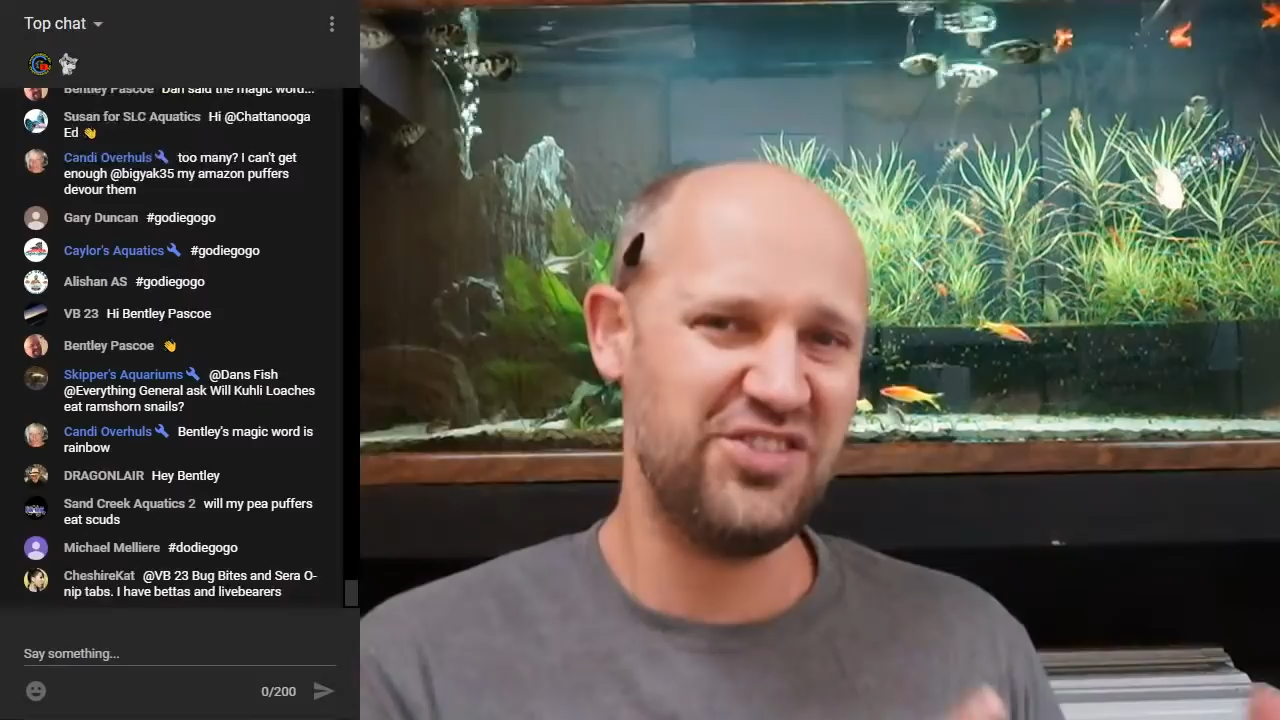 Top chat
Bentley Pascoe Dan said the magic word...
Susan for SLC Aquatics Hi @Chattanooga
Ed 👋
Candi Overhuls too many? I can't get
enough @bigyak35 my amazon puffers
devour them
Gary Duncan #godiegogo
Caylor's Aquatics #godiegogo
Alishan AS #godiegogo
VB 23 Hi Bentley Pascoe
Bentley Pascoe 👋
Skipper's Aquariums @Dans Fish
@Everything General ask Will Kuhli Loaches
eat ramshorn snails?
Candi Overhuls Bentley's magic word is
rainbow
DRAGONLAIR Hey Bentley
Sand Creek Aquatics 2 will my pea puffers
eat scuds
Michael Melliere #dodiegogo
CheshireKat @VB 23 Bug Bites and Sera O-
nip tabs. I have bettas and livebearers
Say something...
0/200